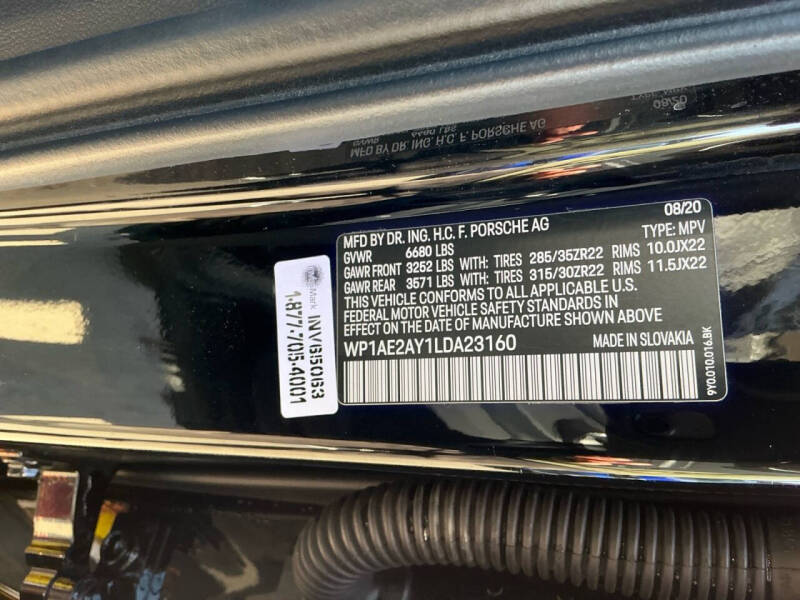 08/20
MFD BY DR. ING. H.C. F. PORSCHE AG
MFD BY DR. ING. H.C. F. PORSCHE AG
08/20
GVWR 6680 LBS TYPE: MPV
GAWR FRONT 3252 LBS WITH: TIRES 285/35ZR22 RIMS 10.0JX22
GAWR REAR 3571 LBS WITH: TIRES 315/30ZR22 RIMS 11.5JX22
THIS VEHICLE CONFORMS TO ALL APPLICABLE U.S.
FEDERAL MOTOR VEHICLE SAFETY STANDARDS IN
EFFECT ON THE DATE OF MANUFACTURE SHOWN ABOVE
WP1AE2AY1LDA23160 MADE IN SLOVAKIA
9Y0.010.016.BK
INV65063
1-877-705-4001